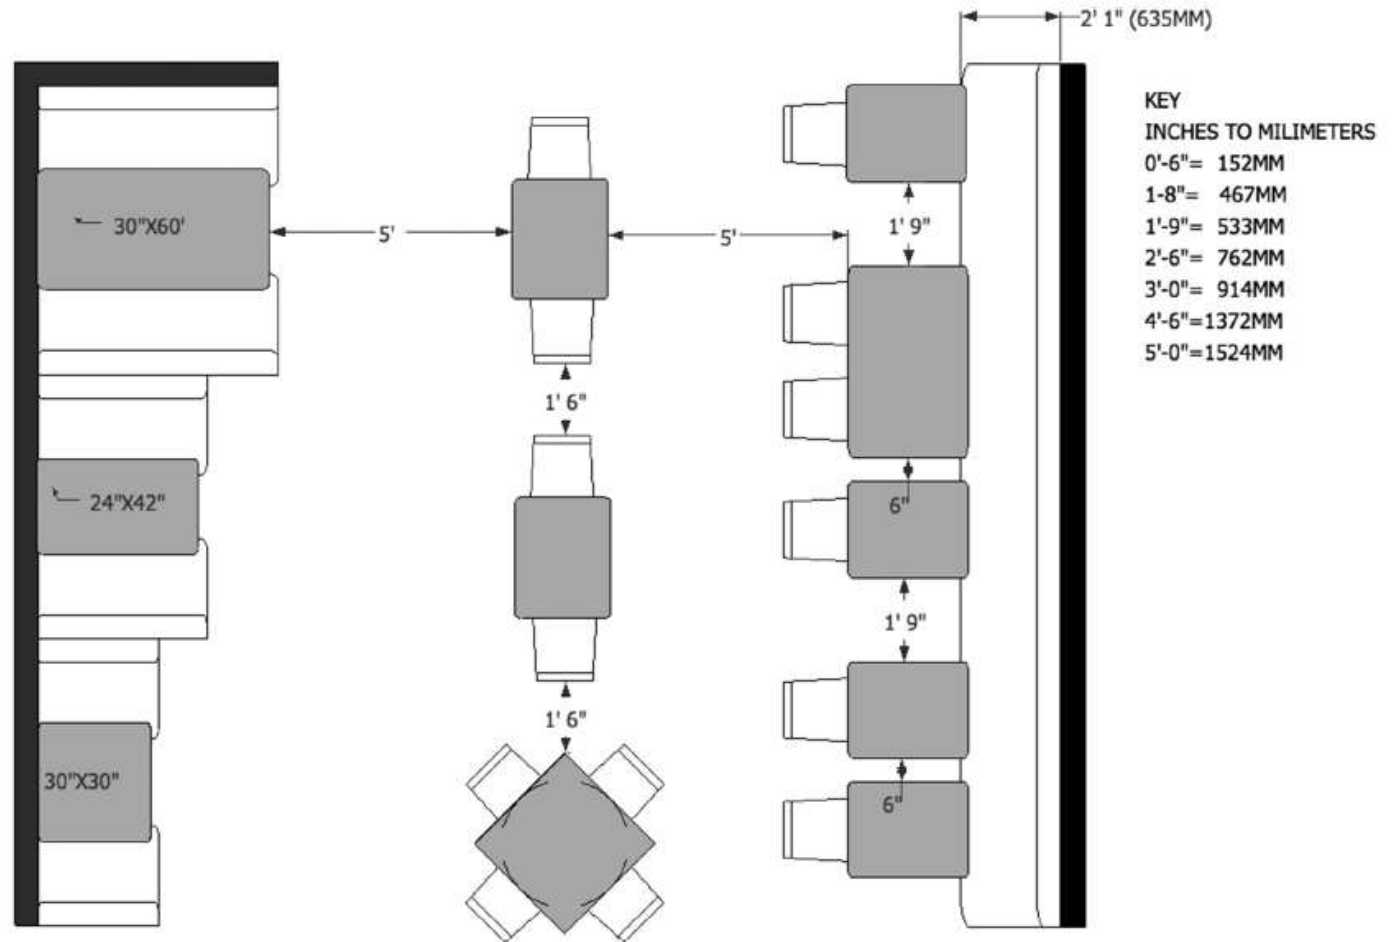 2' 1" (635MM)
KEY
INCHES TO MILIMETERS
0'-6"= 152MM
1-8"= 467MM
1'-9"= 533MM
2'-6"= 762MM
3'-0"= 914MM
4'-6"=1372MM
5'-0"=1524MM
30"X60'
5'
5'
1' 9"
1' 6"
24"X42"
6"
1' 9"
1' 6"
30"X30"
6"